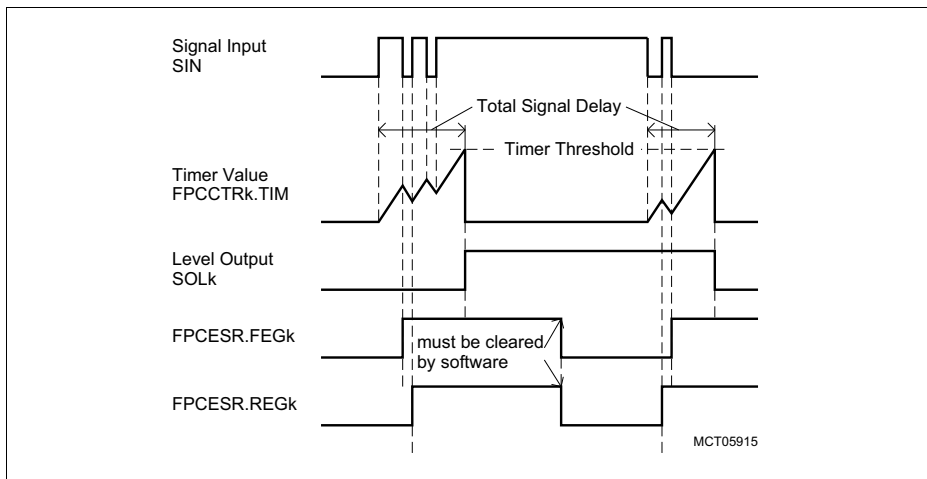 Signal Input
SIN
Total Signal Delay
Timer Threshold
Timer Value
FPCCTRk.TIM
Level Output
SOLk
FPCESR.FEGk
must be cleared
by software
FPCESR.REGk
MCT05915